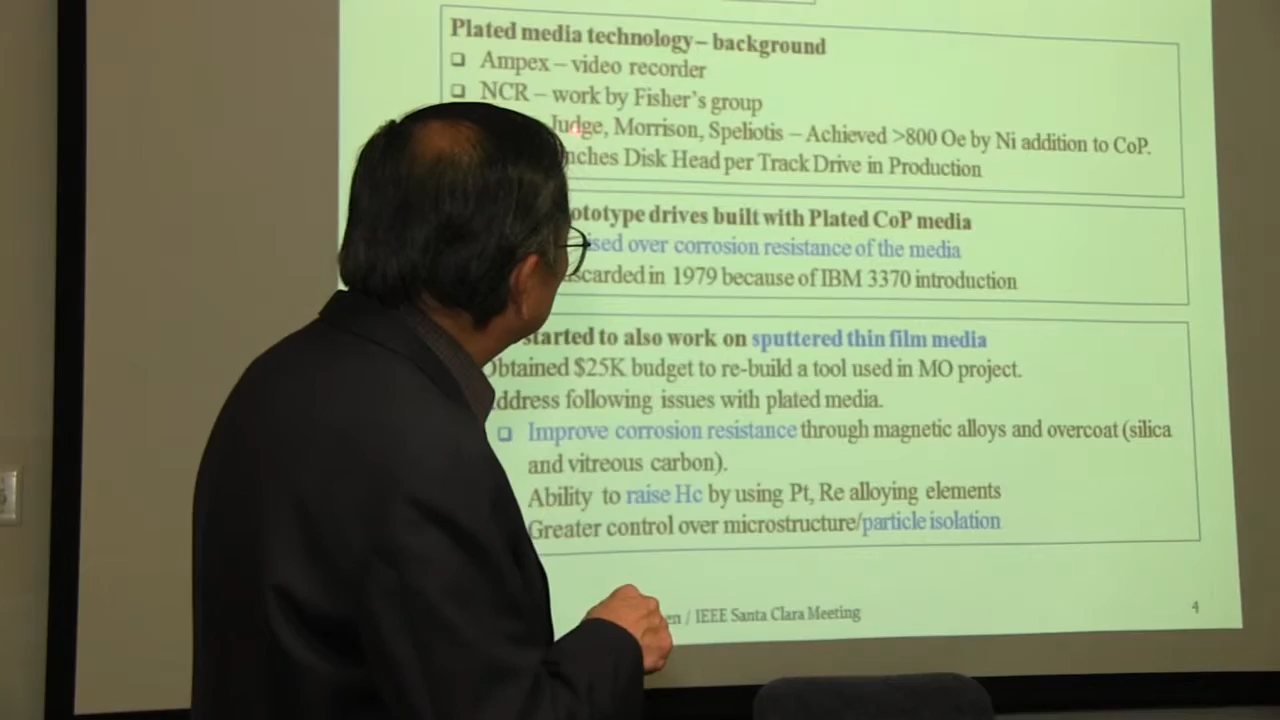 Plated media technology – background
❑ Ampex – video recorder
❑ NCR – work by Fisher's group
Judge, Morrison, Speliotis – Achieved >800 Oe by Ni addition to CoP.
nches Disk Head per Track Drive in Production
ototype drives built with Plated CoP media
ised over corrosion resistance of the media
scarded in 1979 because of IBM 3370 introduction
started to also work on sputtered thin film media
Obtained $25K budget to re-build a tool used in MO project.
ddress following issues with plated media.
❑ Improve corrosion resistance through magnetic alloys and overcoat (silica
and vitreous carbon).
Ability to raise Hc by using Pt, Re alloying elements
Greater control over microstructure/particle isolation
en / IEEE Santa Clara Meeting
4